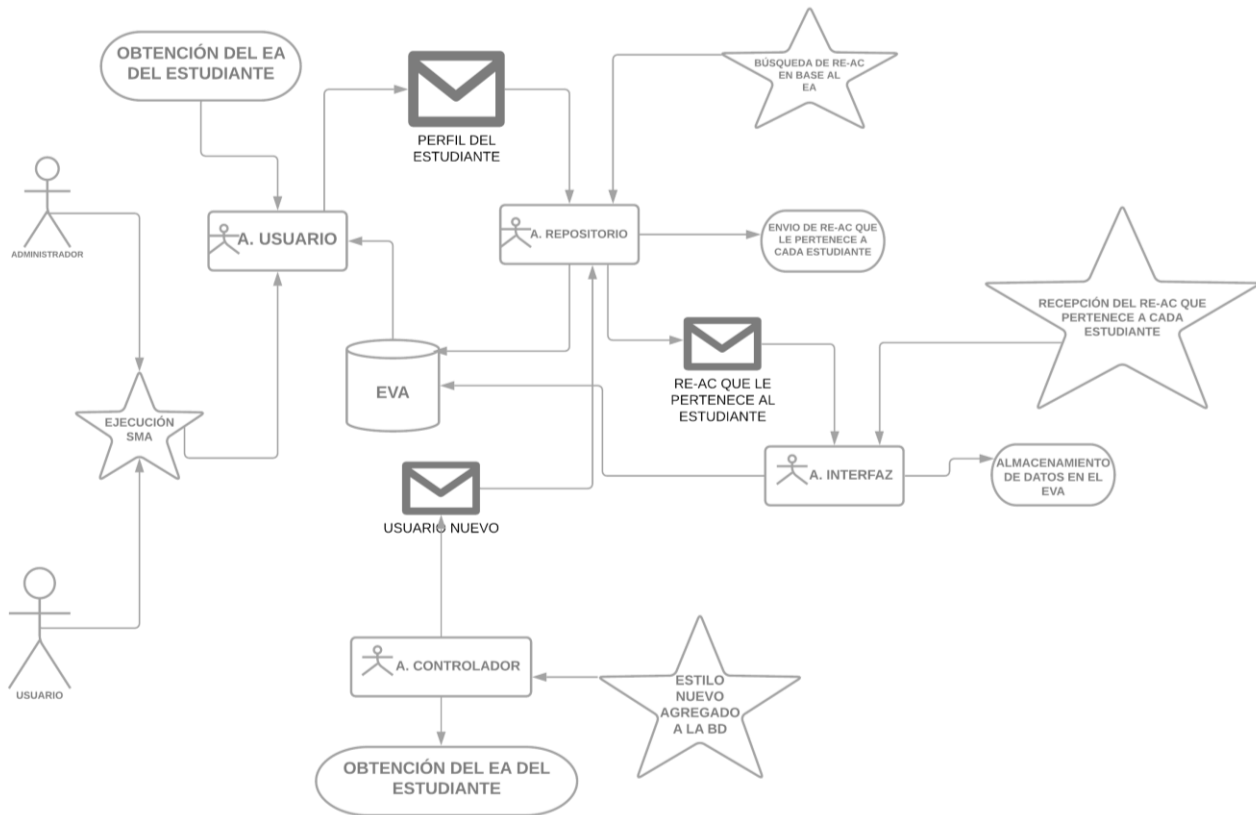 OBTENCIÓN DEL EA
DEL ESTUDIANTE
BÚSQUEDA DE RE-AC
EN BASE AL
EA
PERFIL DEL
ESTUDIANTE
ADMINISTRADOR
A. USUARIO
A. REPOSITORIO
ENVIO DE RE-AC QUE
LE PERTENECE A
CADA ESTUDIANTE
RECEPCIÓN DEL RE-AC QUE
PERTENECE A CADA
ESTUDIANTE
EVA
RE-AC QUE LE
PERTENECE AL
ESTUDIANTE
EJECUCIÓN
SMA
A. INTERFAZ
ALMACENAMIENTO
DE DATOS EN EL
EVA
USUARIO NUEVO
USUARIO
A. CONTROLADOR
ESTILO
NUEVO
AGREGADO
A LA BD
OBTENCIÓN DEL EA DEL
ESTUDIANTE